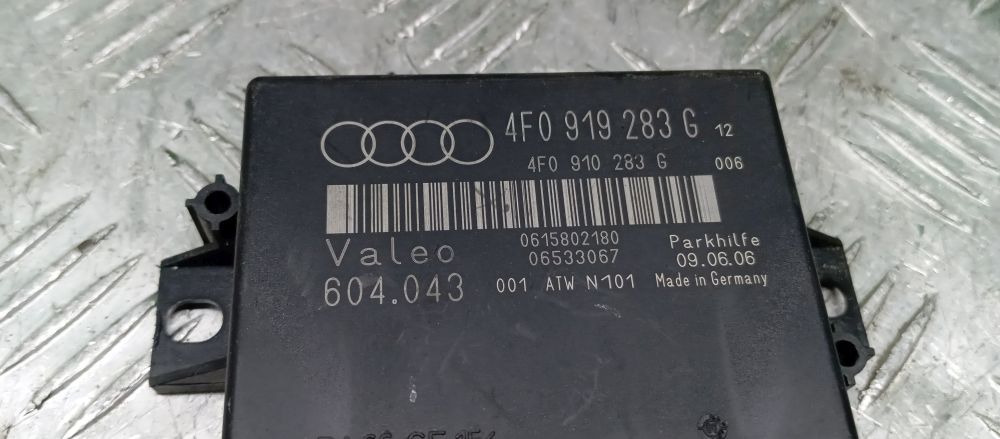 4F0 919 283 G 12
4F0 910 283 G 006
Valeo 0615802180 Parkhilfe
06533067 09.06.06
604.043 001 ATW N101 Made in Germany